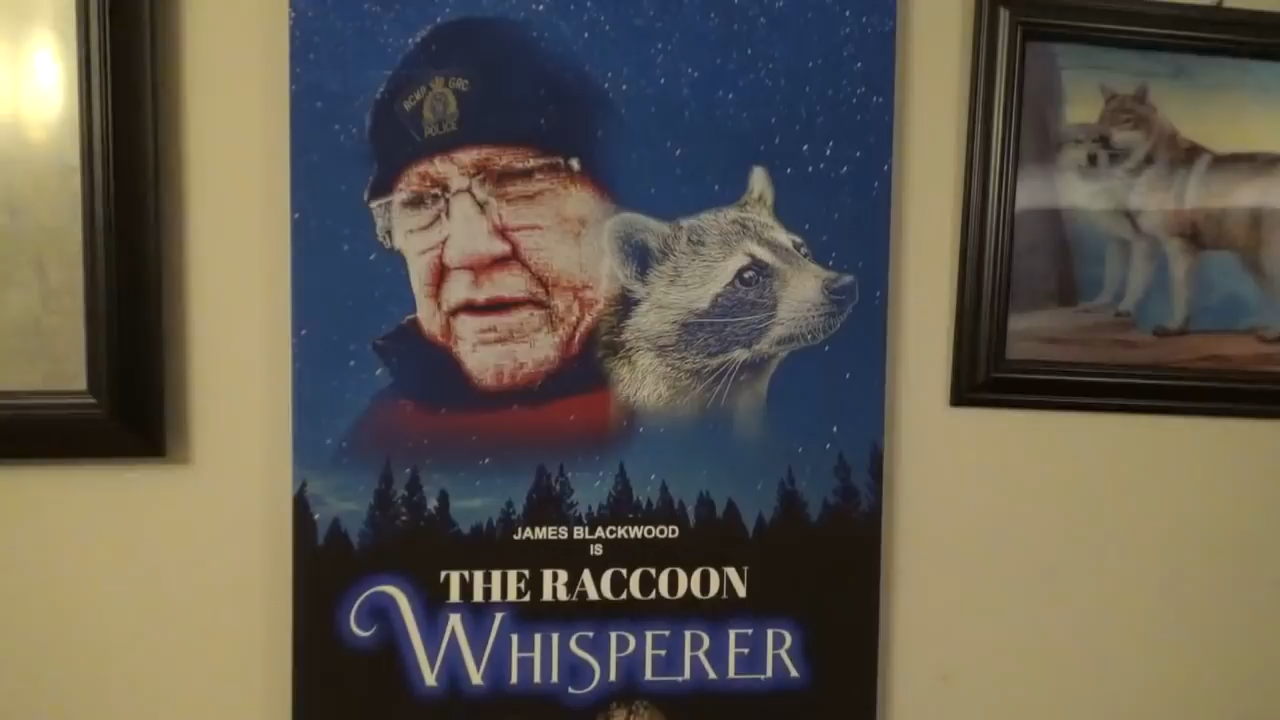 RCMP GRC
POLICE
JAMES BLACKWOOD
IS
THE RACCOON
WHISPERER